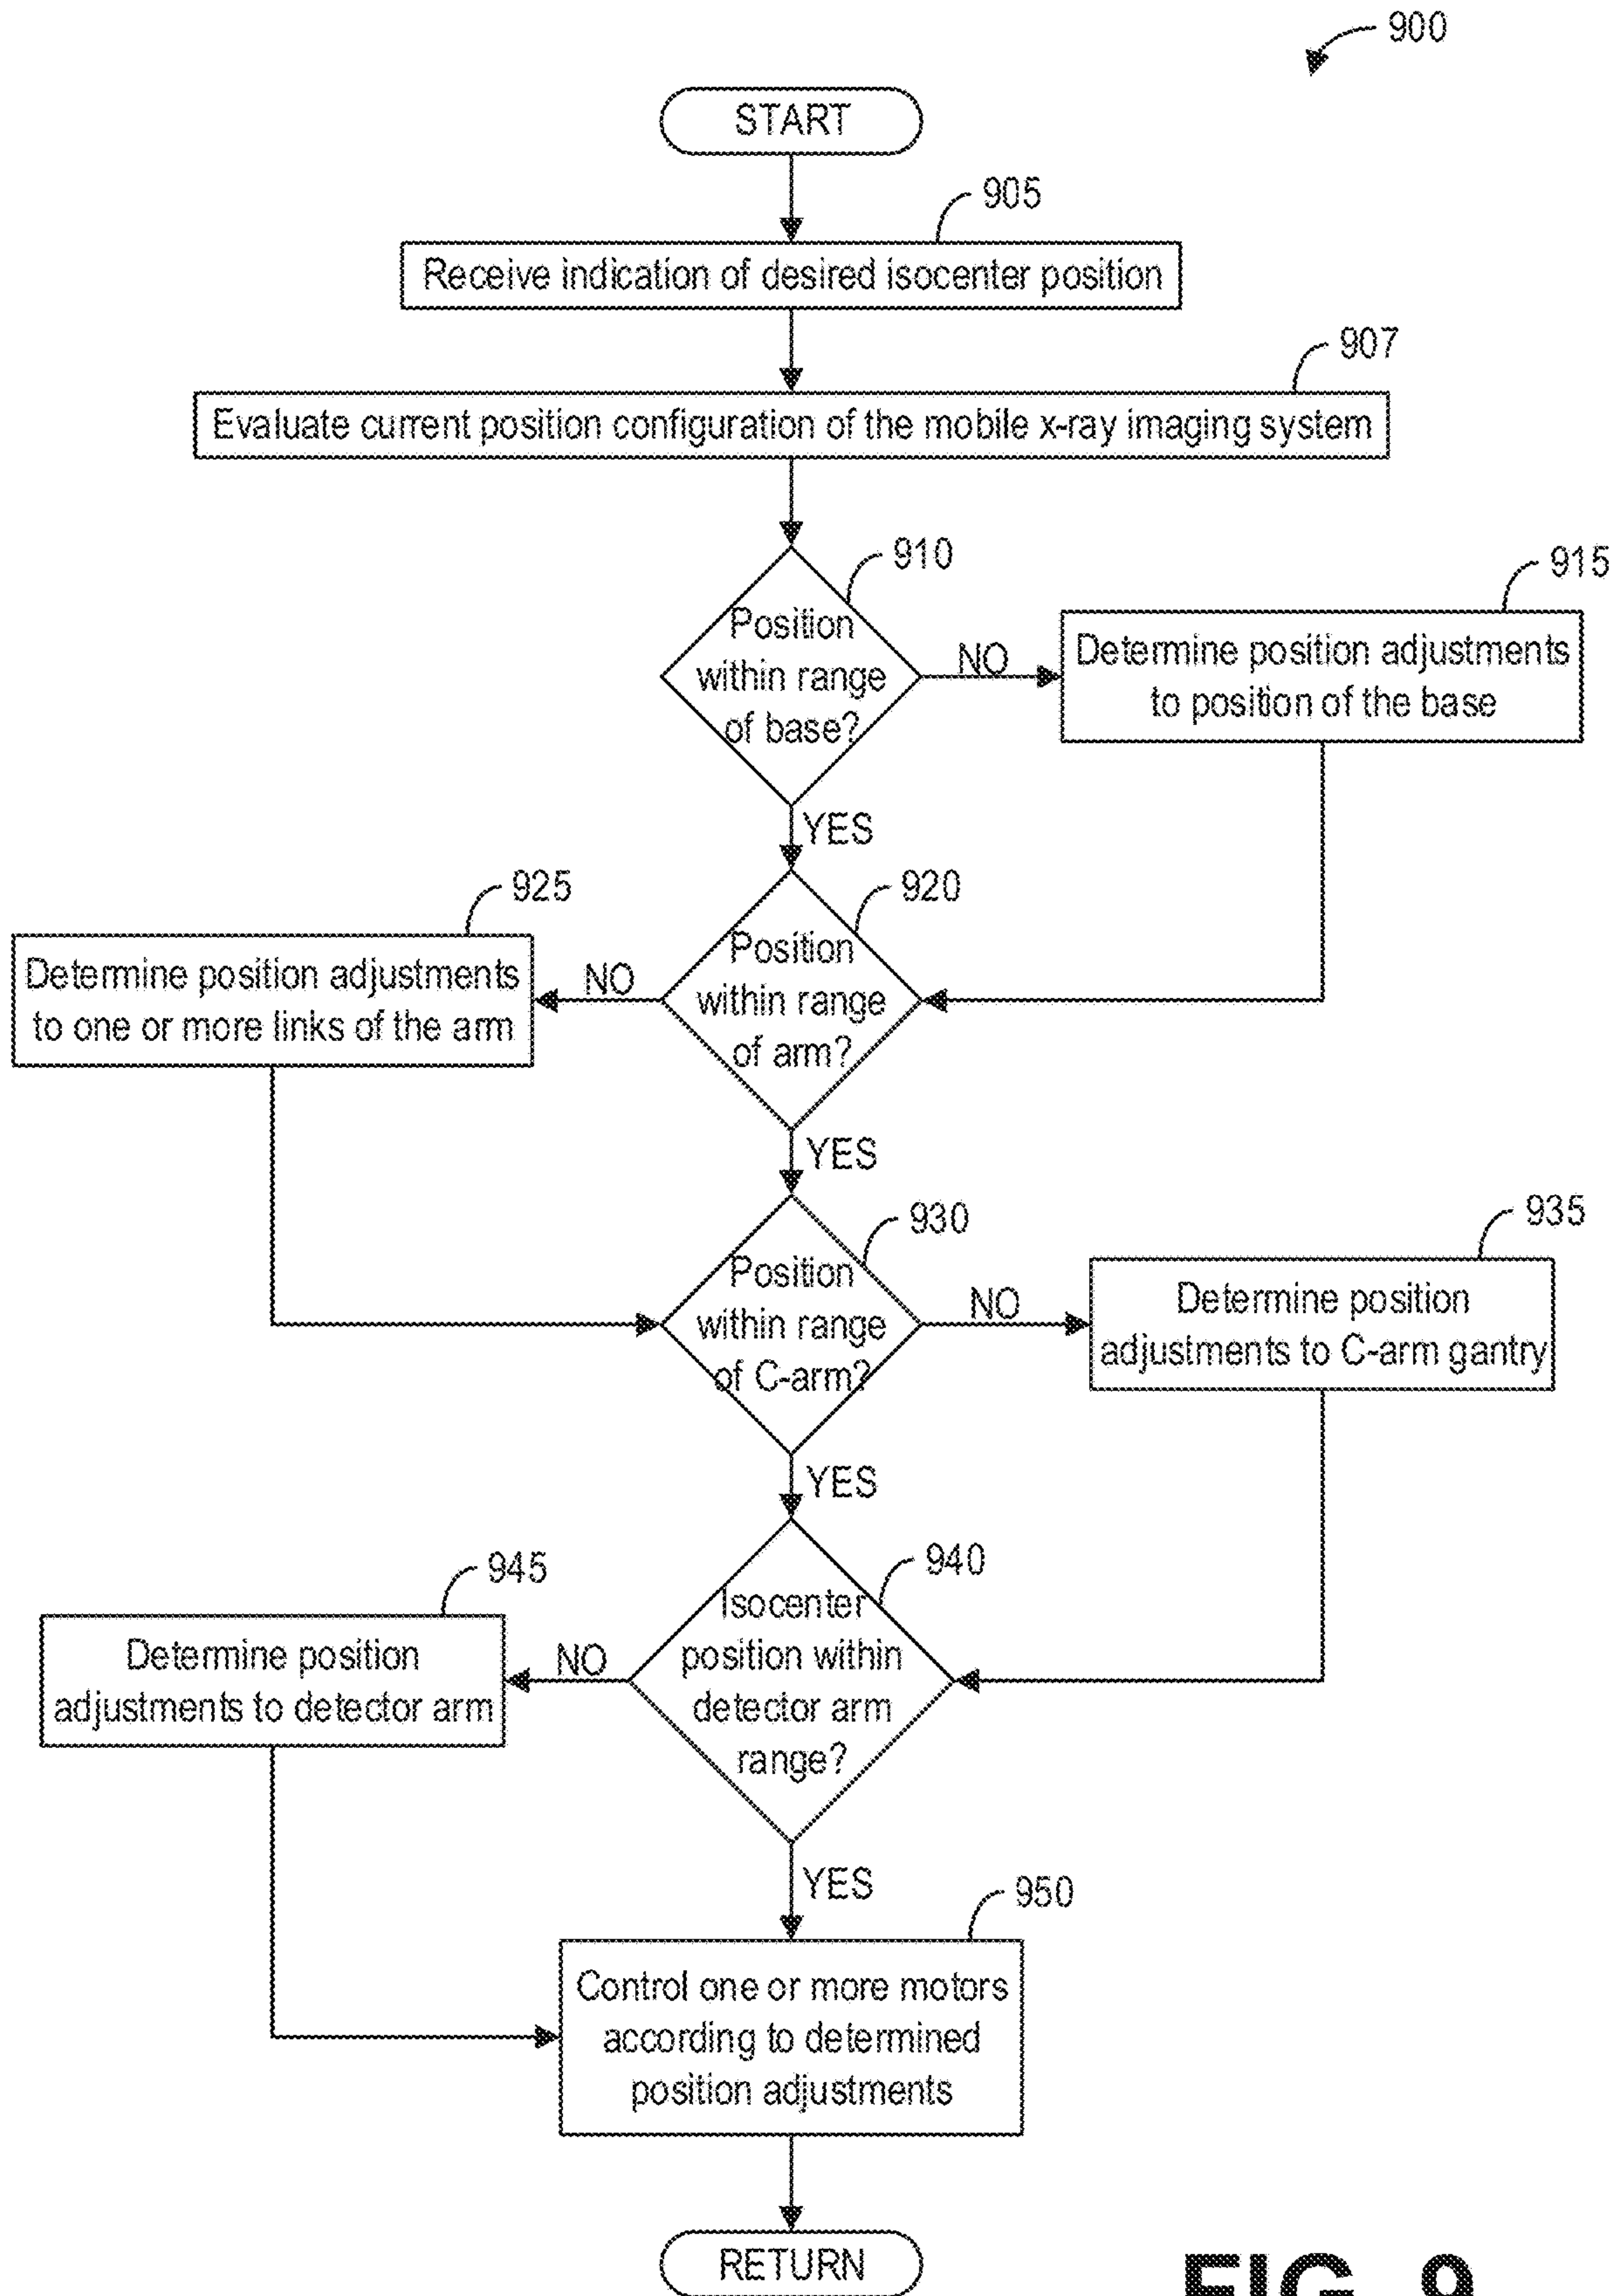 900
START
905
Receive indication of desired isocenter position
907
Evaluate current position configuration of the mobile x-ray imaging system
910
Position
within range
of base?
NO
915
Determine position adjustments
to position of the base
YES
920
Position
within range
of arm?
NO
925
Determine position adjustments
to one or more links of the arm
YES
930
Position
within range
of C-arm?
NO
935
Determine position
adjustments to C-arm gantry
YES
940
Isocenter
position within
detector arm
range?
NO
945
Determine position
adjustments to detector arm
YES
950
Control one or more motors
according to determined
position adjustments
RETURN
FIG. 9